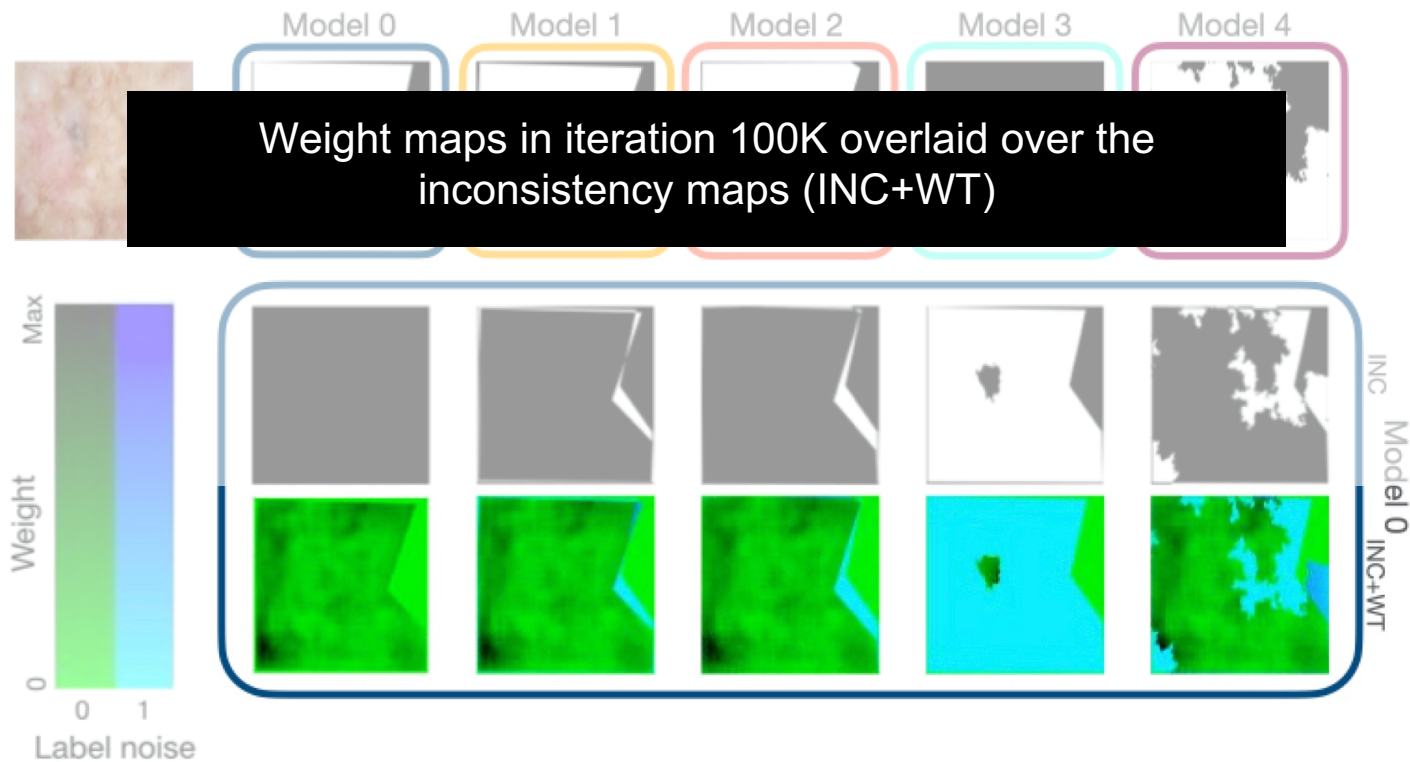 Model 0
Model 1
Model 2
Model 3
Model 4
Weight maps in iteration 100K overlaid over the
inconsistency maps (INC+WT)
Max
Weight
0
0
1
Label noise
INC
Model 0
INC+WT